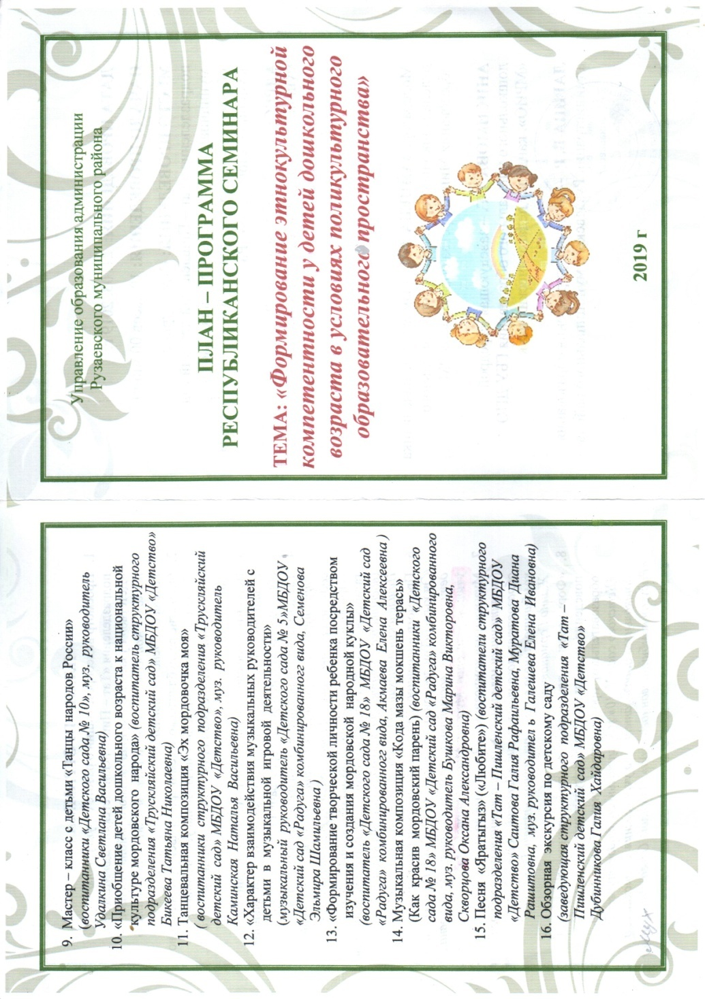 9. Мастер – класс с детьми «Танцы народов России»
(воспитанники «Детского сада № 10», муз. руководитель
Удалкина Светлана Васильевна)
10. «Приобщение детей дошкольного возраста к национальной
культуре мордовского народа» (воспитатель структурного
подразделения «Трускляйский детский сад» МБДОУ «Детство»
Бикеева Татьяна Николаевна)
11. Танцевальная композиция «Эх мордовочка моя»
( воспитанники структурного подразделения «Трускляйский
детский сад» МБДОУ «Детство», муз. руководитель
Каминская Наталья Васильевна)
12. «Характер взаимодействия музыкальных руководителей с
детьми в музыкальной игровой деятельности»
(музыкальный руководитель «Детского сада № 5»МБДОУ
«Детский сад «Радуга» комбинированного вида, Семенова
Эльмира Шамильевна)
13. «Формирование творческой личности ребенка посредством
изучения и создания мордовской народной куклы»
(воспитатель «Детского сада № 18» МБДОУ «Детский сад
«Радуга» комбинированного вида, Акмаева Елена Алексеевна)
14. Музыкальная композиция «Кода мазы мокшень терась»
(Как красив мордовский парень) (воспитанники «Детского
сада № 18» МБДОУ «Детский сад «Радуга» комбинированного
вида, муз. руководитель Бушкова Марина Викторовна,
Скворцова Оксана Александровна)
15. Песня «Яратыгыз» («Любите») (воспитатели структурного
подразделения «Тат – Пишленский детский сад» МБДОУ
«Детство» Саитова Галия Рафаильевна, Муратова Диана
Рашитовна, муз. руководител ь Галешева Елена Ивановна)
16. Обзорная экскурсия по детскому саду
(заведующая структурного подразделения «Тат –
Пишленский детский сад» МБДОУ «Детство»
Дубинникова Галия Хайдаровна)
Управление образования администрации
Рузаевского муниципального района
ПЛАН – ПРОГРАММА
РЕСПУБЛИКАНСКОГО СЕМИНАРА
ТЕМА: «Формирование этнокультурной
компетентности у детей дошкольного
возраста в условиях поликультурного
образовательного пространства»
2019 г